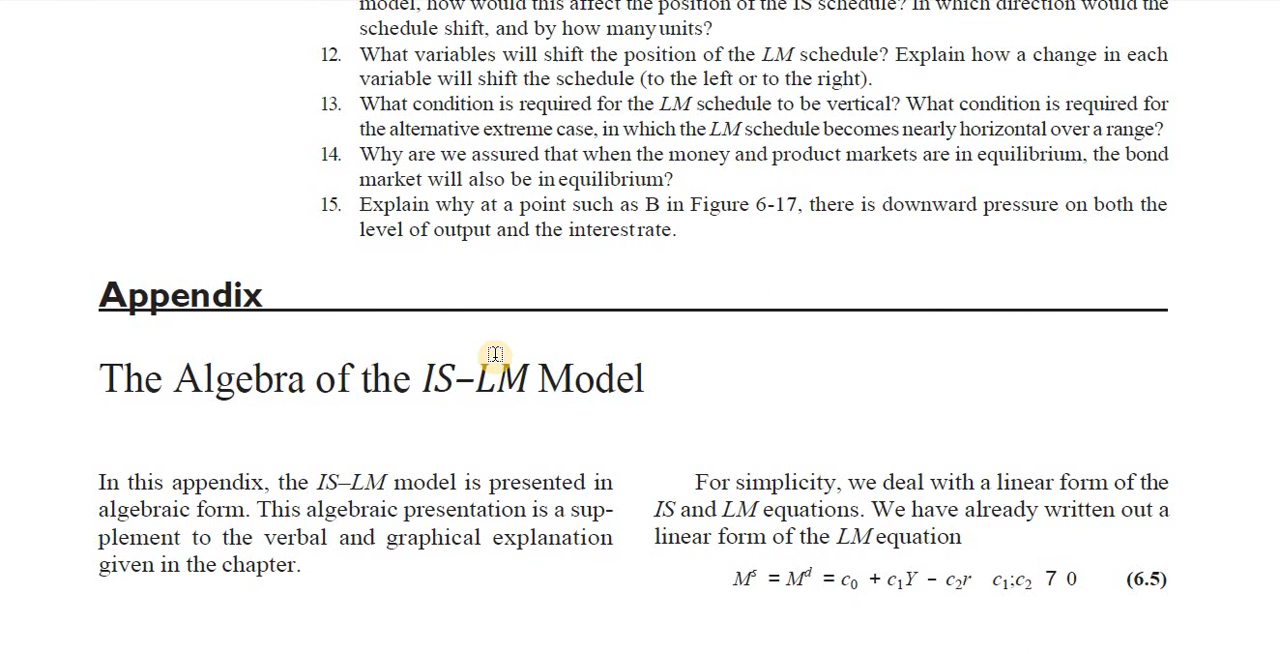 model, how would this affect the position of the IS schedule? In which direction would the
schedule shift, and by how many units?
12. What variables will shift the position of the LM schedule? Explain how a change in each
variable will shift the schedule (to the left or to the right).
13. What condition is required for the LM schedule to be vertical? What condition is required for
the alternative extreme case, in which the LM schedule becomes nearly horizontal over a range?
14. Why are we assured that when the money and product markets are in equilibrium, the bond
market will also be in equilibrium?
15. Explain why at a point such as B in Figure 6-17, there is downward pressure on both the
level of output and the interest rate.
Appendix
The Algebra of the IS–LM Model
In this appendix, the IS–LM model is presented in
algebraic form. This algebraic presentation is a sup-
plement to the verbal and graphical explanation
given in the chapter.
For simplicity, we deal with a linear form of the
IS and LM equations. We have already written out a
linear form of the LM equation
Mˢ = Mᵈ = c₀ + c₁Y - c₂r c₁;c₂ 7 0 (6.5)